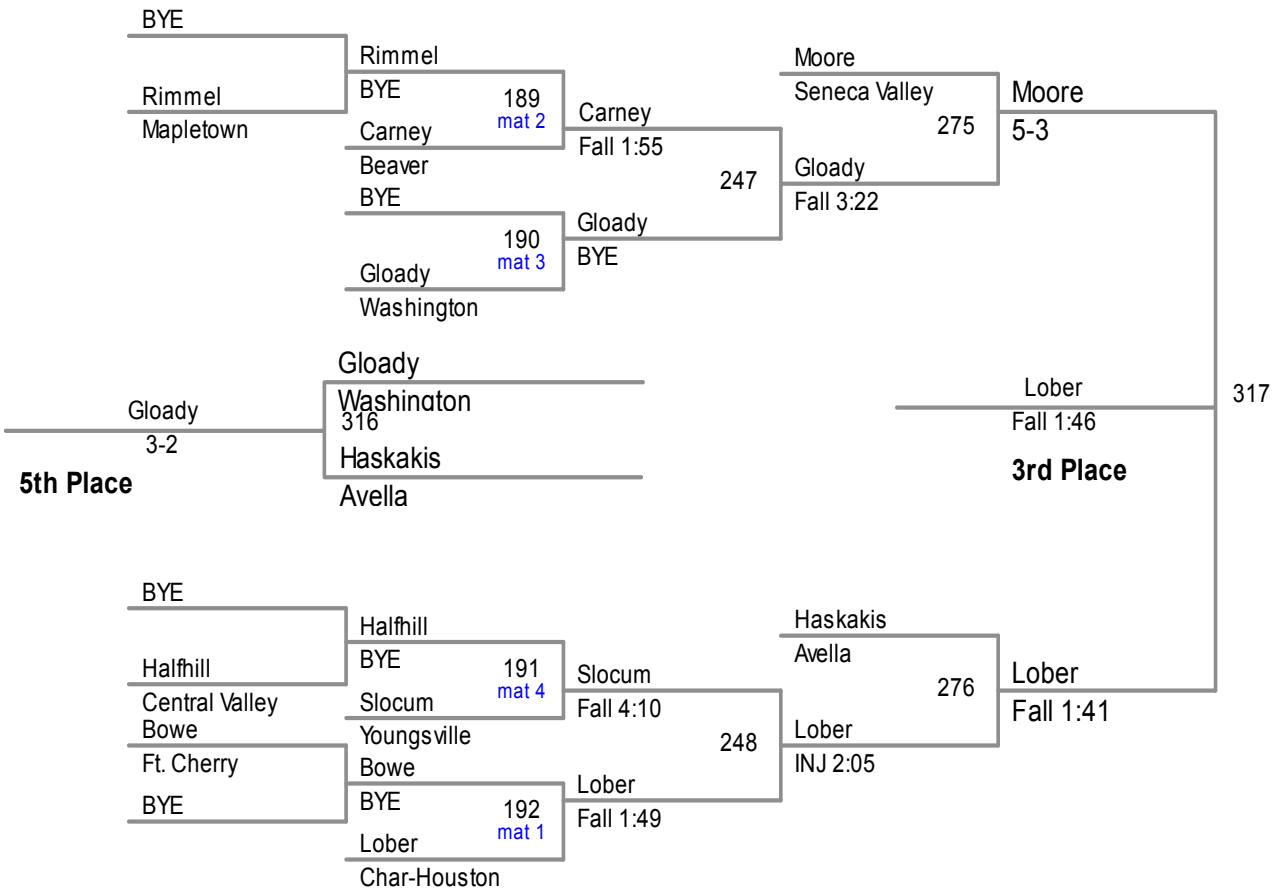 BYE
Rimmel
Mapletown
Rimmel
BYE
189
mat 2
Carney
Beaver
BYE
190
mat 3
Gloady
Washington
Carney
Fall 1:55
247
Gloady
BYE
Moore
Seneca Valley
275
Gloady
Fall 3:22
Moore
5-3
Gloady
Washington
316
Haskakis
Avella
Gloady
3-2
5th Place
Lober
Fall 1:46
3rd Place
317
BYE
Halfhill
Central Valley
Bowe
Ft. Cherry
BYE
Halfhill
BYE
191
mat 4
Slocum
Youngsville
Bowe
BYE
192
mat 1
Lober
Char-Houston
Slocum
Fall 4:10
248
Lober
Fall 1:49
Haskakis
Avella
276
Lober
INJ 2:05
Lober
Fall 1:41